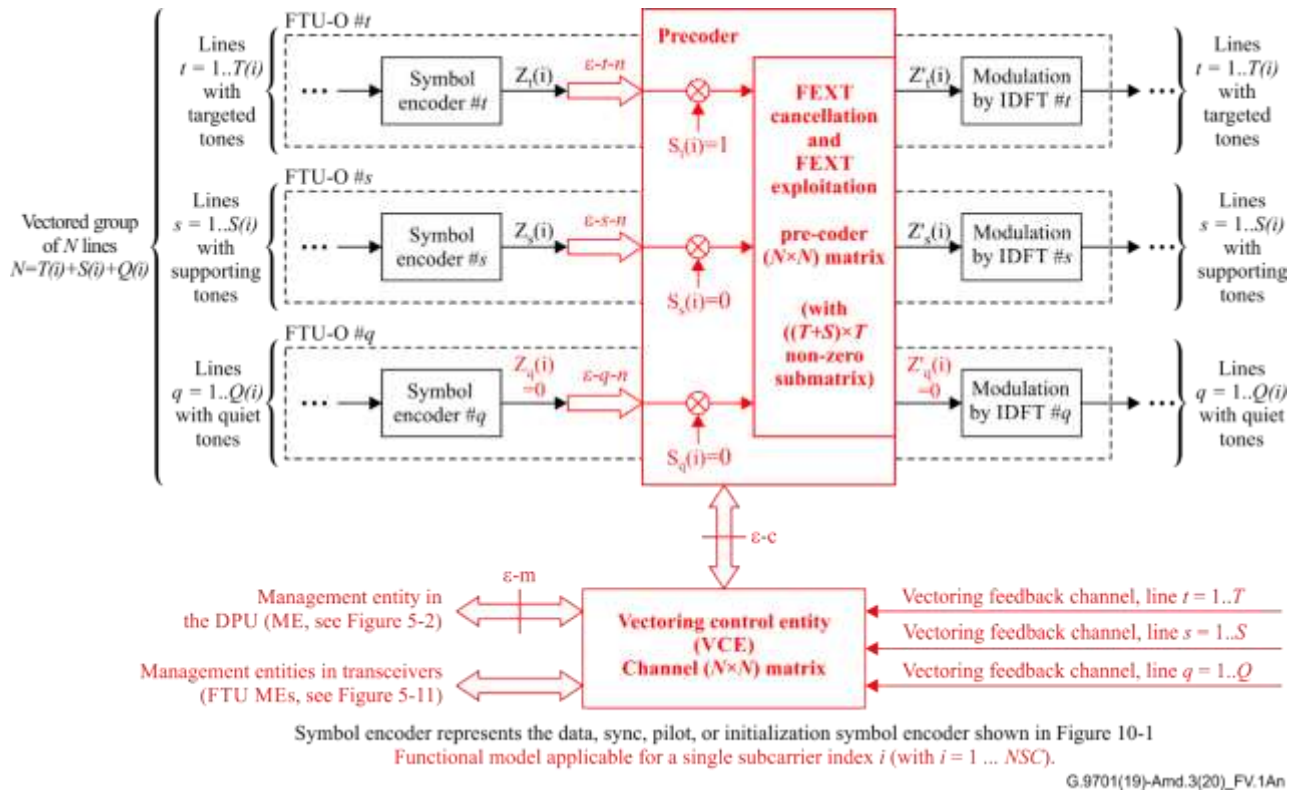 FTU-O #t
Lines
t = 1..T(i)
with
targeted
tones
•••
Symbol
encoder #t
Zt(i)
ε-t-n
Precoder
St(i)=1
Z't(i)
Modulation
by IDFT #t
•••
Lines
t = 1..T(i)
with
targeted
tones
FEXT
cancellation
and
FEXT
exploitation
pre-coder
(N×N) matrix
(with
((T+S)×T
non-zero
submatrix)
Vectored group
of N lines
N=T(i)+S(i)+Q(i)
FTU-O #s
Lines
s = 1..S(i)
with
supporting
tones
•••
Symbol
encoder #s
Zs(i)
ε-s-n
Ss(i)=0
Z's(i)
Modulation
by IDFT #s
•••
Lines
s = 1..S(i)
with
supporting
tones
FTU-O #q
Lines
q = 1..Q(i)
with quiet
tones
•••
Symbol
encoder #q
Zq(i)
=0
ε-q-n
Sq(i)=0
Z'q(i)
=0
Modulation
by IDFT #q
•••
Lines
q = 1..Q(i)
with quiet
tones
ε-c
ε-m
Management entity in
the DPU (ME, see Figure 5-2)
Management entities in transceivers
(FTU MEs, see Figure 5-11)
Vectoring control entity
(VCE)
Channel (N×N) matrix
Vectoring feedback channel, line t = 1..T
Vectoring feedback channel, line s = 1..S
Vectoring feedback channel, line q = 1..Q
Symbol encoder represents the data, sync, pilot, or initialization symbol encoder shown in Figure 10-1
Functional model applicable for a single subcarrier index i (with i = 1 ... NSC).
G.9701(19)-Amd.3(20)_FV.1An